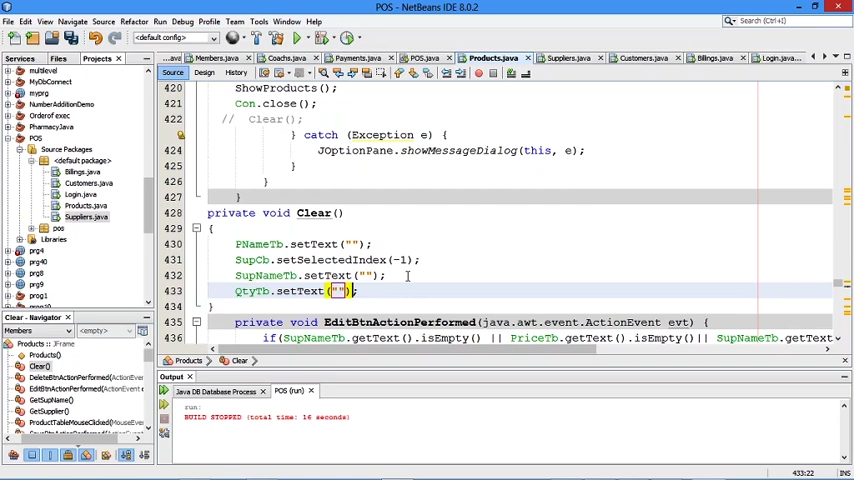 POS - NetBeans IDE 8.0.2
File Edit View Navigate Source Refactor Run Debug Profile Team Tools Window Help
Search (Ctrl+I)
<default config>
Services Files Projects
...java Members.java Coachs.java Payments.java POS.java Products.java Suppliers.java Customers.java Billings.java Login.java
Source Design History
multilevel
MyDbConnect
myprg
NumberAdditionDemo
Orderof exec
PharmacyJava
POS
Source Packages
<default package>
Billings.java
Customers.java
Login.java
Products.java
Suppliers.java
pos
Libraries
prg4
prg40
prg8
prg9
prog1
420 ShowProducts();
421 Con.close();
422 // Clear();
} catch (Exception e) {
424 JOptionPane.showMessageDialog(this, e);
425 }
426 }
427 }
428 private void Clear()
429 {
430 PNameTb.setText("");
431 SupCb.setSelectedIndex(-1);
432 SupNameTb.setText("");
433 QtyTb.setText("");
434 }
435 private void EditBtnActionPerformed(java.awt.event.ActionEvent evt) {
436 if(SupNameTb.getText().isEmpty() || PriceTb.getText().isEmpty()|| SupNameTb.getText
Products Clear
Clear - Navigator
Members <empty>
Products :: JFrame
Products()
Clear()
DeleteBtnActionPerformed(ActionEvent
EditBtnActionPerformed(ActionEvent
GetSupName()
GetSupplier()
ProductTableMouseClicked(MouseEve
Output
Java DB Database Process POS (run)
run:
BUILD STOPPED (total time: 16 seconds)
433:22 INS